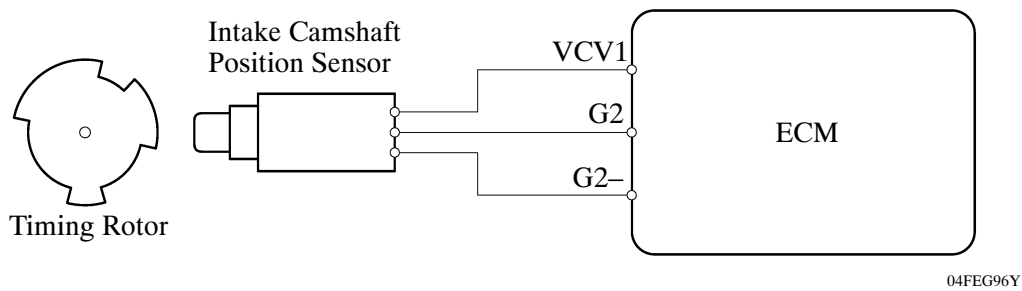 Intake Camshaft
Position Sensor
VCV1
G2
ECM
G2–
Timing Rotor
04FEG96Y